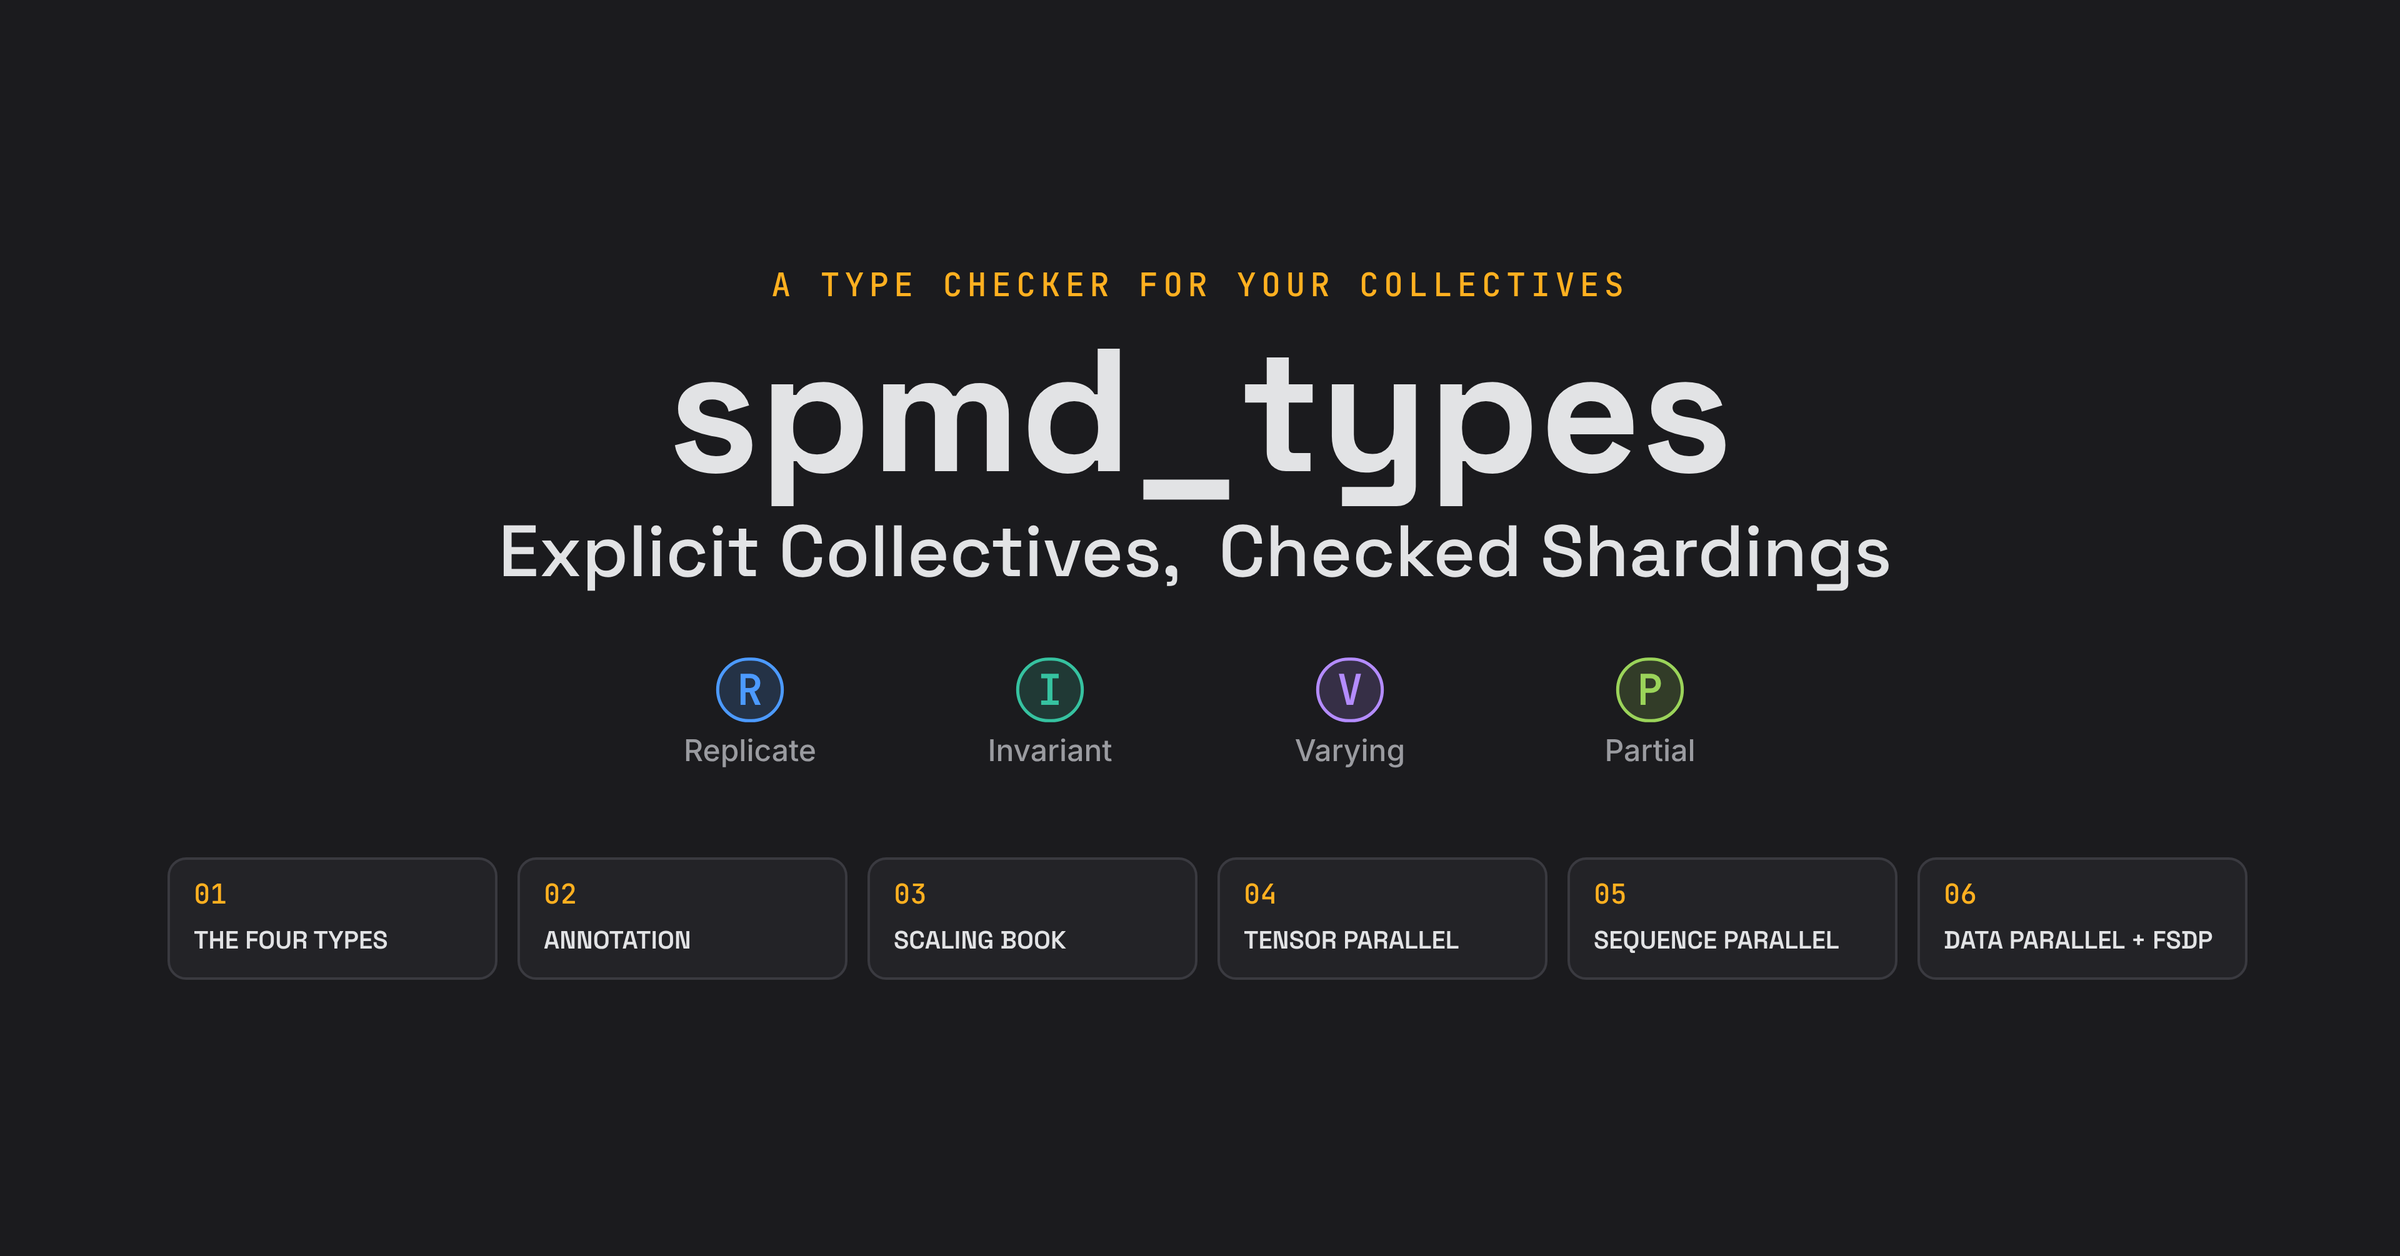 A TYPE CHECKER FOR YOUR COLLECTIVES
spmd_types
Explicit Collectives, Checked Shardings
R I V P
Replicate Invariant Varying Partial
01 02 03 04 05 06
THE FOUR TYPES ANNOTATION SCALING BOOK TENSOR PARALLEL SEQUENCE PARALLEL DATA PARALLEL + FSDP